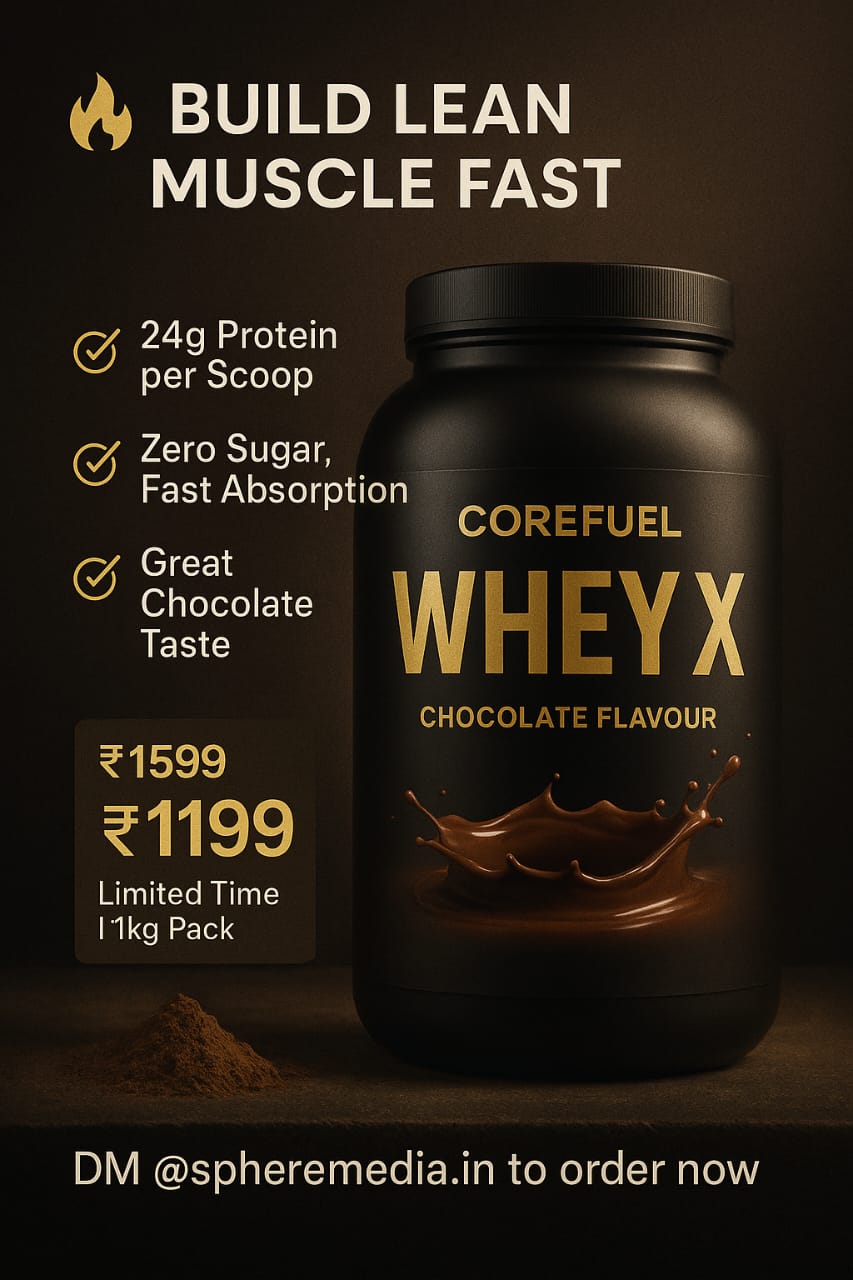 BUILD LEAN
MUSCLE FAST
24g Protein
per Scoop
Zero Sugar,
Fast Absorption
Great
Chocolate
Taste
₹1599
₹1199
Limited Time
I 1kg Pack
COREFUEL
WHEY X
CHOCOLATE FLAVOUR
DM @spheremedia.in to order now